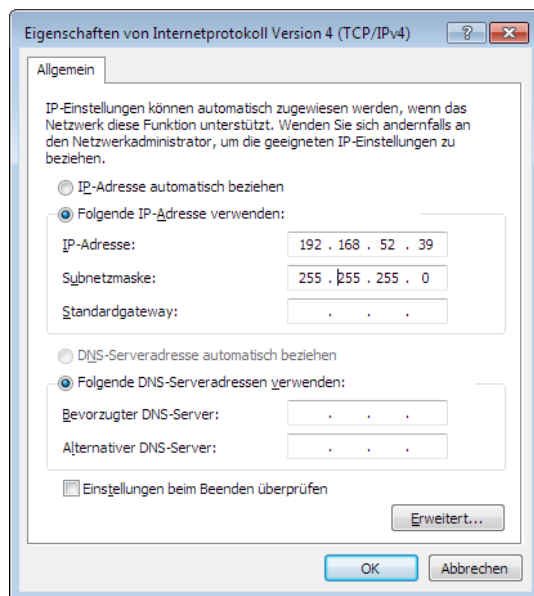 Eigenschaften von Internetprotokoll Version 4 (TCP/IPv4)
Allgemein
IP-Einstellungen können automatisch zugewiesen werden, wenn das
Netzwerk diese Funktion unterstützt. Wenden Sie sich andernfalls an
den Netzwerkadministrator, um die geeigneten IP-Einstellungen zu
beziehen.
IP-Adresse automatisch beziehen
Folgende IP-Adresse verwenden:
IP-Adresse: 192 . 168 . 52 . 39
Subnetzmaske: 255 . 255 . 255 . 0
Standardgateway: . . .
DNS-Serveradresse automatisch beziehen
Folgende DNS-Serveradressen verwenden:
Bevorzugter DNS-Server: . . .
Alternativer DNS-Server: . . .
Einstellungen beim Beenden überprüfen
Erweitert...
OK Abbrechen